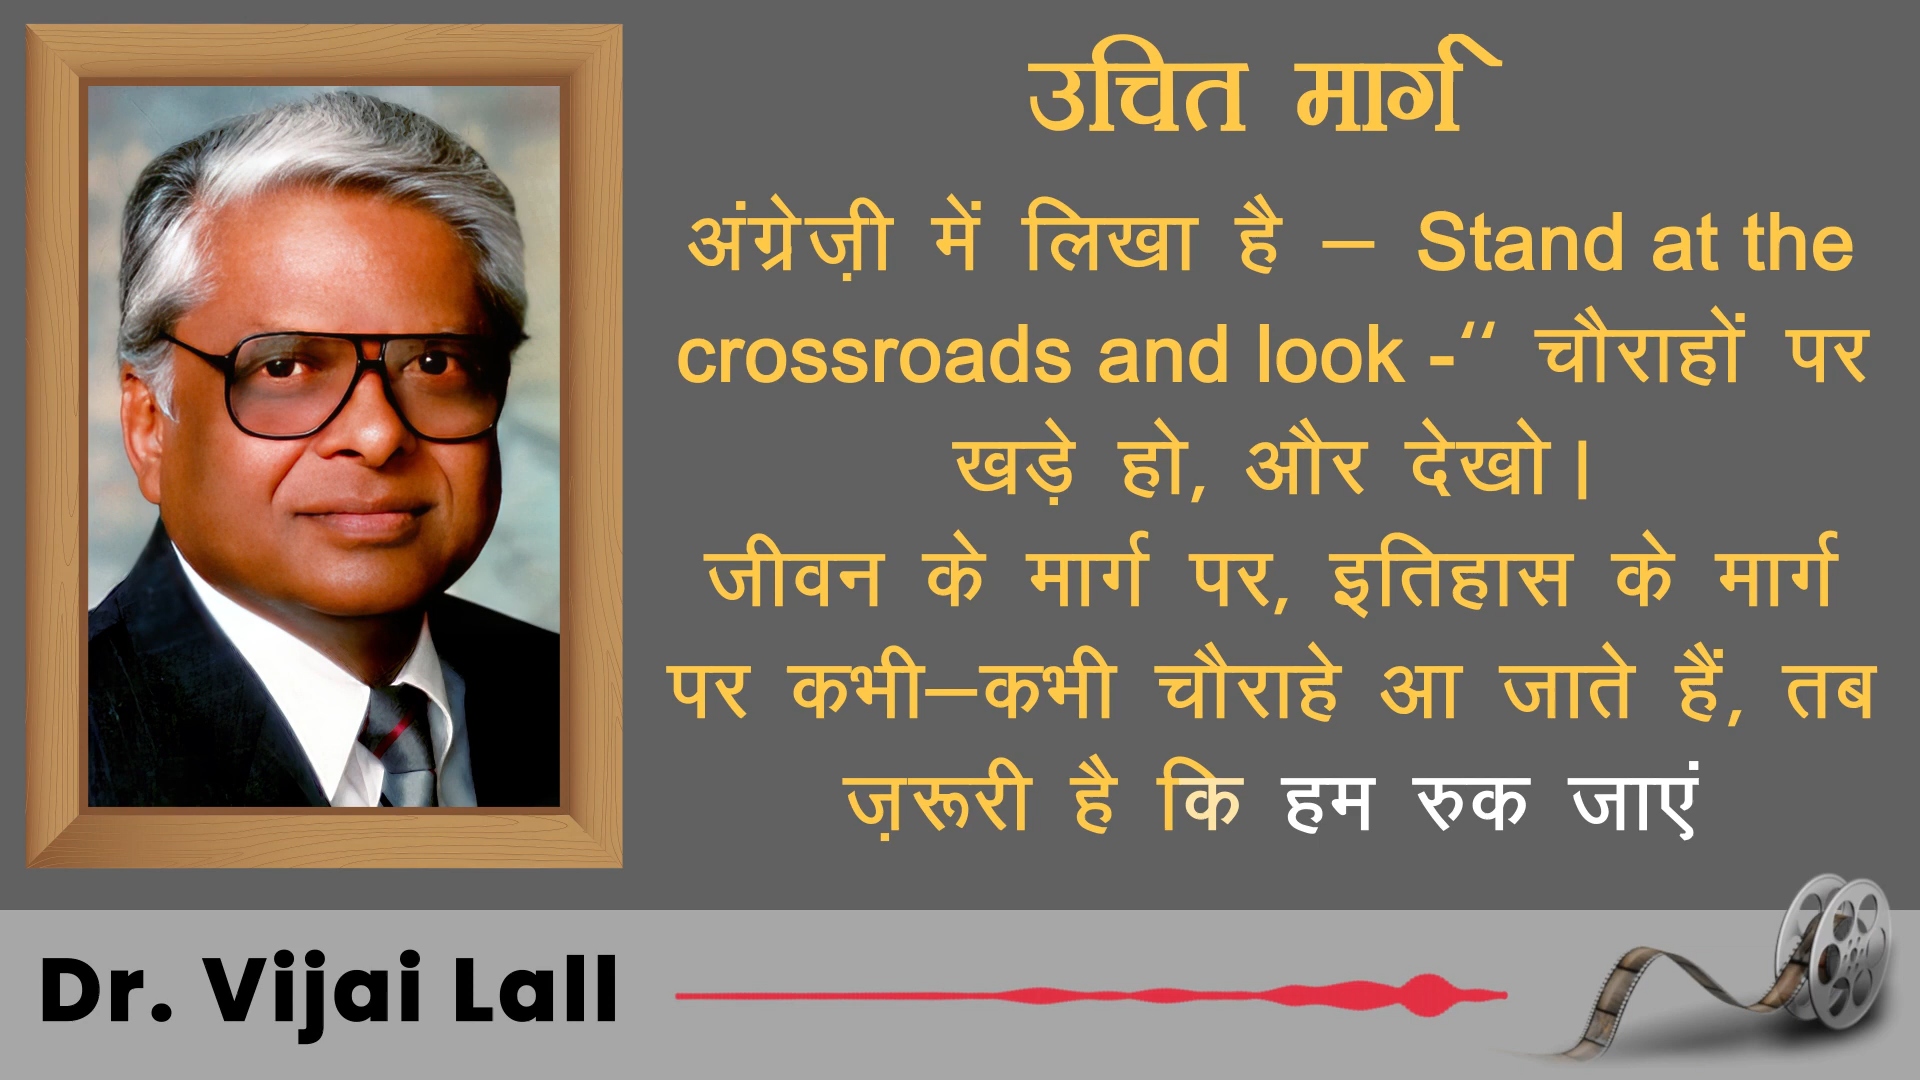 उचित मार्ग
अंग्रेज़ी में लिखा है – Stand at the
crossroads and look -“ चौराहों पर
खड़े हो, और देखो।
जीवन के मार्ग पर, इतिहास के मार्ग
पर कभी–कभी चौराहे आ जाते हैं, तब
ज़रूरी है कि हम रुक जाएं
Dr. Vijai Lall